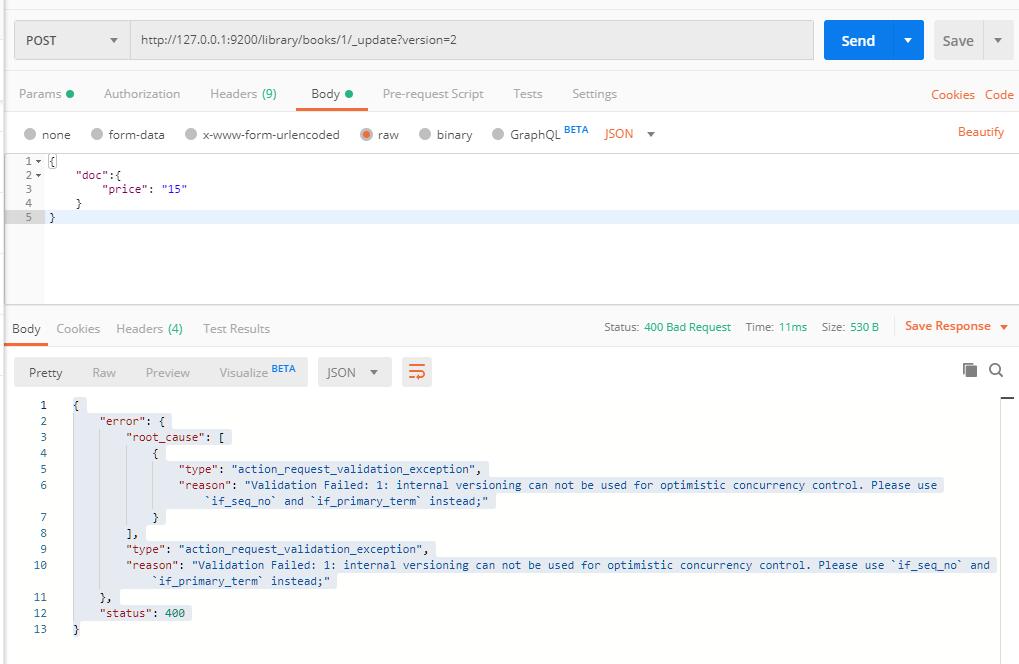 POST http://127.0.0.1:9200/library/books/1/_update?version=2 Send Save
Params Authorization Headers (9) Body Pre-request Script Tests Settings Cookies Code
none form-data x-www-form-urlencoded raw binary GraphQL BETA JSON Beautify
1 {
2 "doc":{
3 "price": "15"
4 }
5 }
Body Cookies Headers (4) Test Results Status: 400 Bad Request Time: 11ms Size: 530 B Save Response
Pretty Raw Preview Visualize BETA JSON
1 {
2 "error": {
3 "root_cause": [
4 {
5 "type": "action_request_validation_exception",
6 "reason": "Validation Failed: 1: internal versioning can not be used for optimistic concurrency control. Please use
`if_seq_no` and `if_primary_term` instead;"
7 }
8 ],
9 "type": "action_request_validation_exception",
10 "reason": "Validation Failed: 1: internal versioning can not be used for optimistic concurrency control. Please use `if_seq_no` and
`if_primary_term` instead;"
11 },
12 "status": 400
13 }